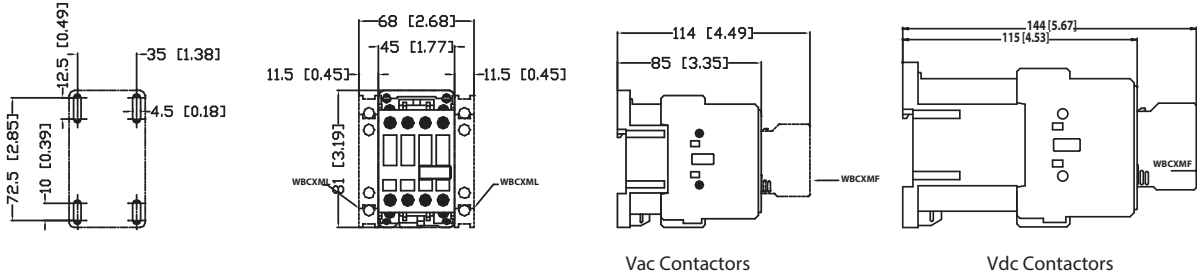 12.5 [0.49]
35 [1.38]
4.5 [0.18]
72.5 [2.85]
10 [0.39]
68 [2.68]
45 [1.77]
11.5 [0.45]
11.5 [0.45]
81 [3.19]
WBCXML
WBCXML
114 [4.49]
85 [3.35]
WBCXMF
Vac Contactors
144 [5.67]
115 [4.53]
WBCXMF
Vdc Contactors